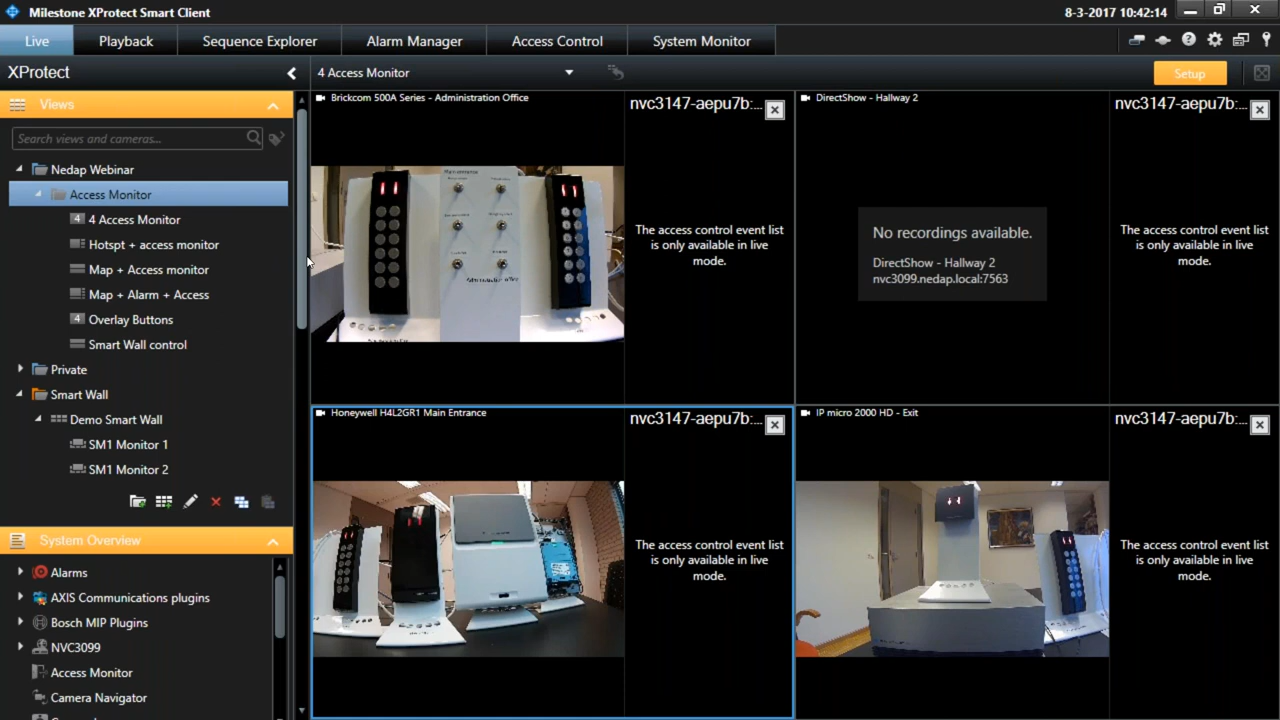 Milestone XProtect Smart Client
8-3-2017 10:42:14
Live
Playback
Sequence Explorer
Alarm Manager
Access Control
System Monitor
XProtect
4 Access Monitor
Setup
Views
Search views and cameras...
Nedap Webinar
Access Monitor
4 Access Monitor
Hotspt + access monitor
Map + Access monitor
Map + Alarm + Access
4 Overlay Buttons
Smart Wall control
Private
Smart Wall
Demo Smart Wall
SM1 Monitor 1
SM1 Monitor 2
System Overview
Alarms
AXIS Communications plugins
Bosch MIP Plugins
NVC3099
Access Monitor
Camera Navigator
Brickcom 500A Series - Administration Office
Main entrance
Administration office
nvc3147-aepu7b:...
The access control event list
is only available in live
mode.
DirectShow - Hallway 2
No recordings available.
DirectShow - Hallway 2
nvc3099.nedap.local:7563
nvc3147-aepu7b:...
The access control event list
is only available in live
mode.
Honeywell H4L2GR1 Main Entrance
nvc3147-aepu7b:...
The access control event list
is only available in live
mode.
IP micro 2000 HD - Exit
nvc3147-aepu7b:...
The access control event list
is only available in live
mode.